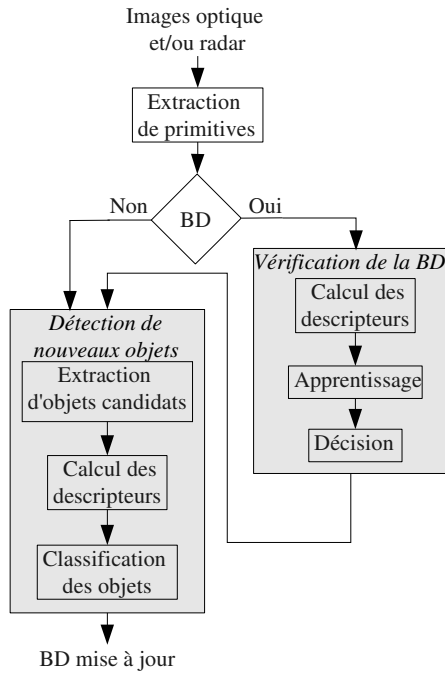 Images optique
et/ou radar
Extraction
de primitives
Non
BD
Oui
Vérification de la BD
Calcul des
descripteurs
Apprentissage
Décision
Détection de
nouveaux objets
Extraction
d'objets candidats
Calcul des
descripteurs
Classification
des objets
BD mise à jour